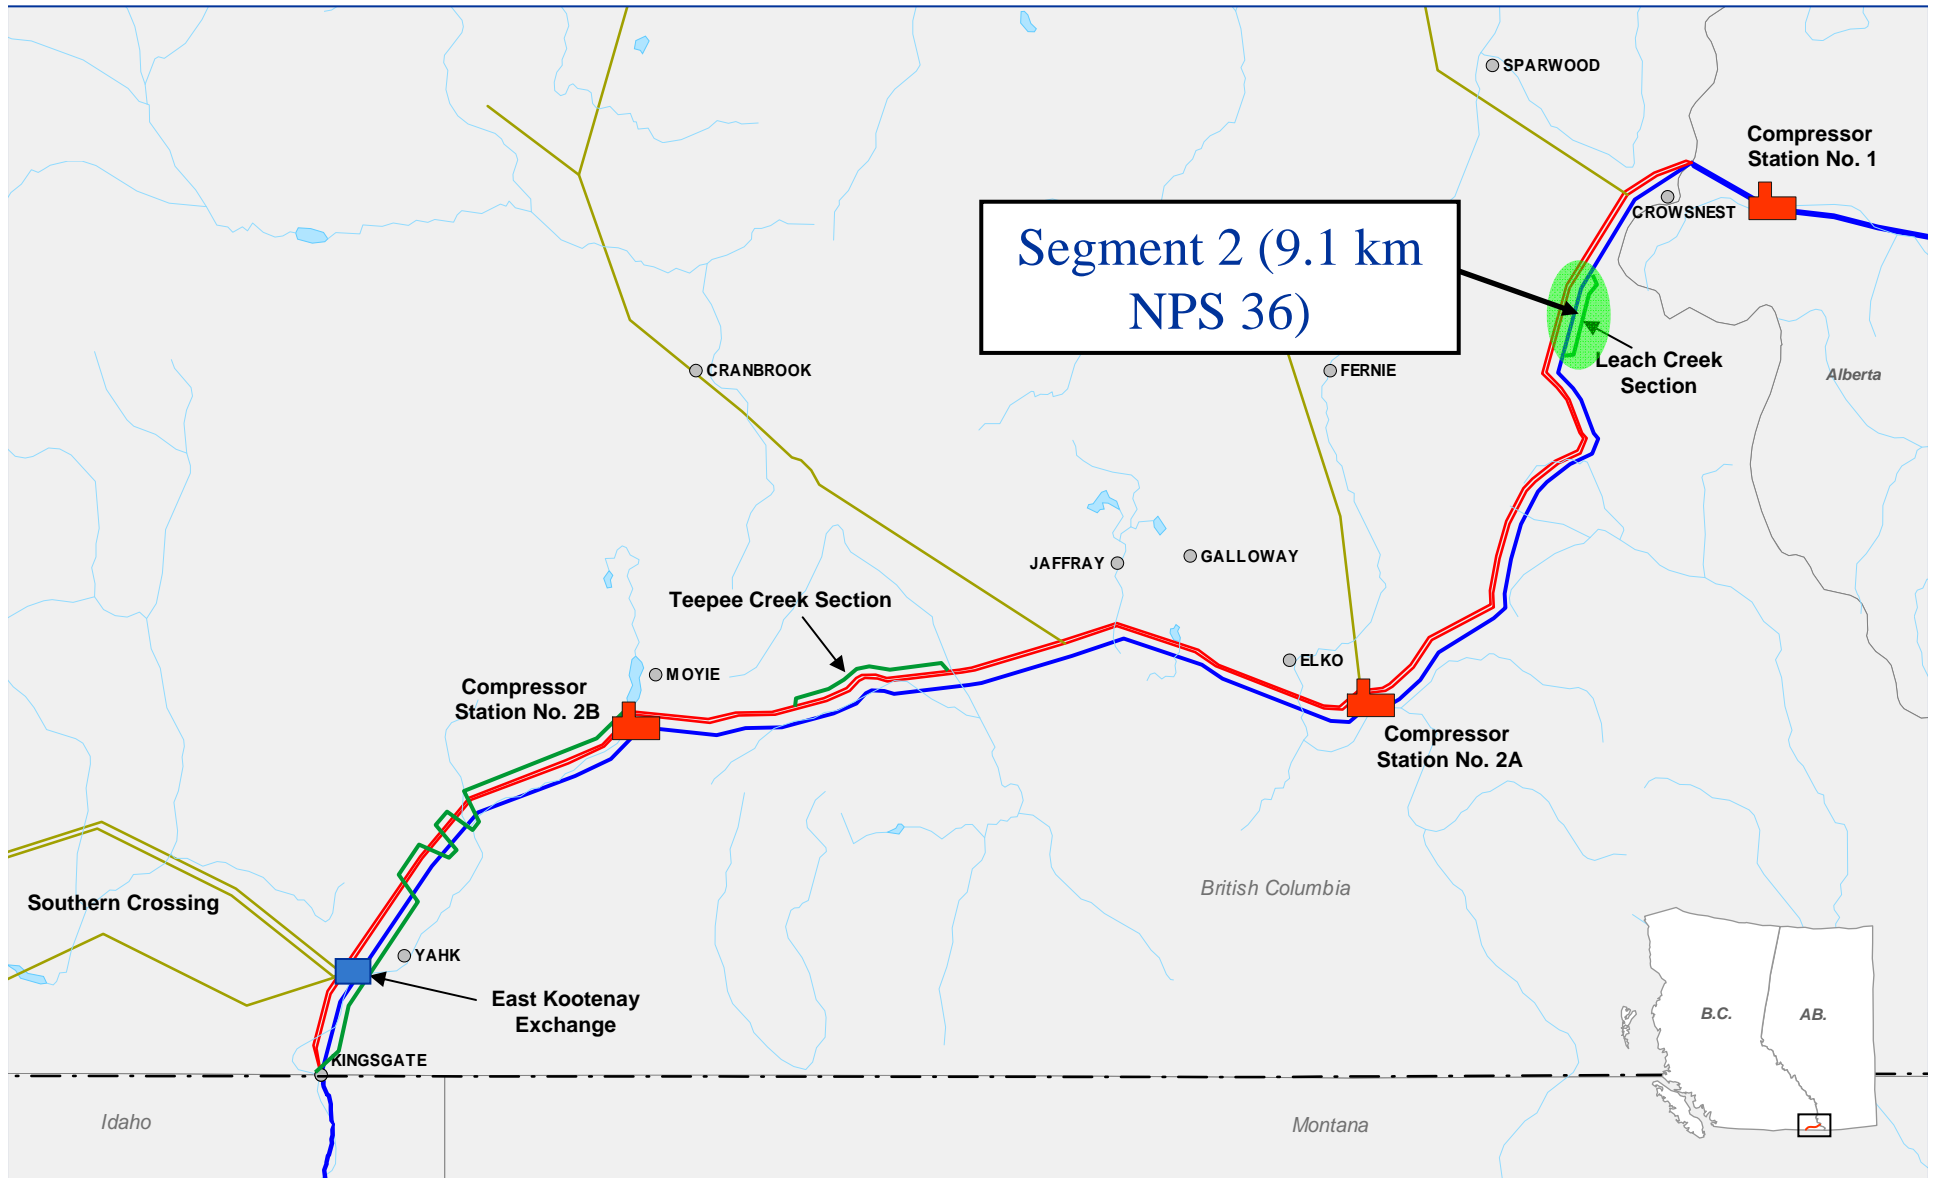 SPARWOOD
Compressor
Station No. 1
CROWSNEST
Segment 2 (9.1 km
NPS 36)
Leach Creek
Section
Alberta
CRANBROOK
FERNIE
JAFFRAY
GALLOWAY
Teepee Creek Section
ELKO
MOYIE
Compressor
Station No. 2B
Compressor
Station No. 2A
British Columbia
Southern Crossing
YAHK
East Kootenay
Exchange
B.C.
AB.
KINGSGATE
Idaho
Montana